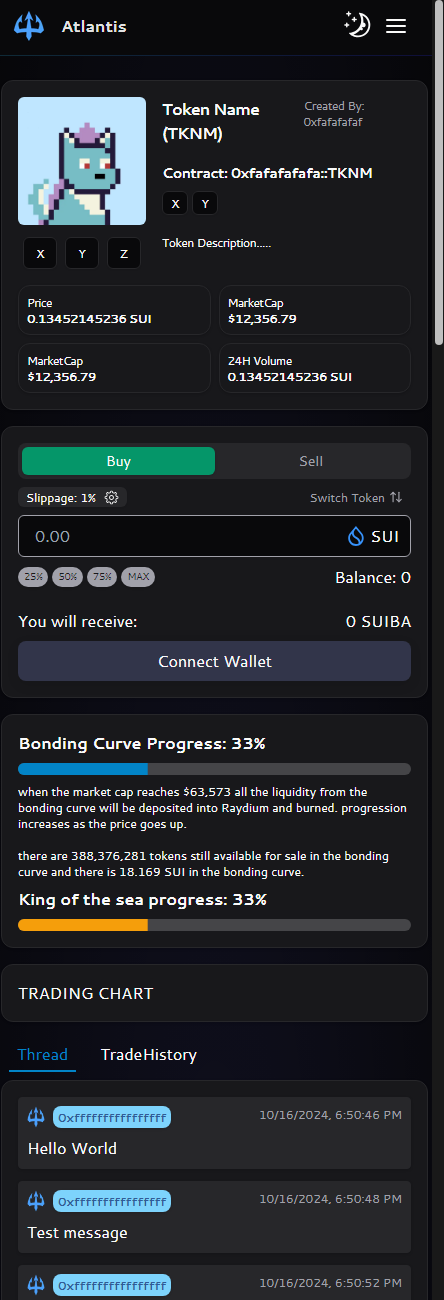 Atlantis
Token Name
(TKNM)
Created By:
0xfafafafaf
Contract: 0xfafafafafa::TKNM
X Y
Token Description.....
X Y Z
Price
0.13452145236 SUI
MarketCap
$12,356.79
MarketCap
$12,356.79
24H Volume
0.13452145236 SUI
Buy
Sell
Slippage: 1%
Switch Token
0.00
SUI
25% 50% 75% MAX
Balance: 0
You will receive:
0 SUIBA
Connect Wallet
Bonding Curve Progress: 33%
when the market cap reaches $63,573 all the liquidity from the
bonding curve will be deposited into Raydium and burned. progression
increases as the price goes up.
there are 388,376,281 tokens still available for sale in the bonding
curve and there is 18.169 SUI in the bonding curve.
King of the sea progress: 33%
TRADING CHART
Thread
TradeHistory
0xffffffffffffffff
10/16/2024, 6:50:46 PM
Hello World
0xffffffffffffffff
10/16/2024, 6:50:48 PM
Test message
0xffffffffffffffff
10/16/2024, 6:50:52 PM